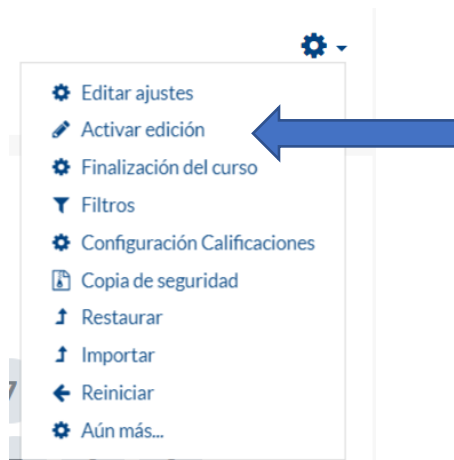 Editar ajustes
Activar edición
Finalización del curso
Filtros
Configuración Calificaciones
Copia de seguridad
Restaurar
Importar
Reiniciar
Aún más...